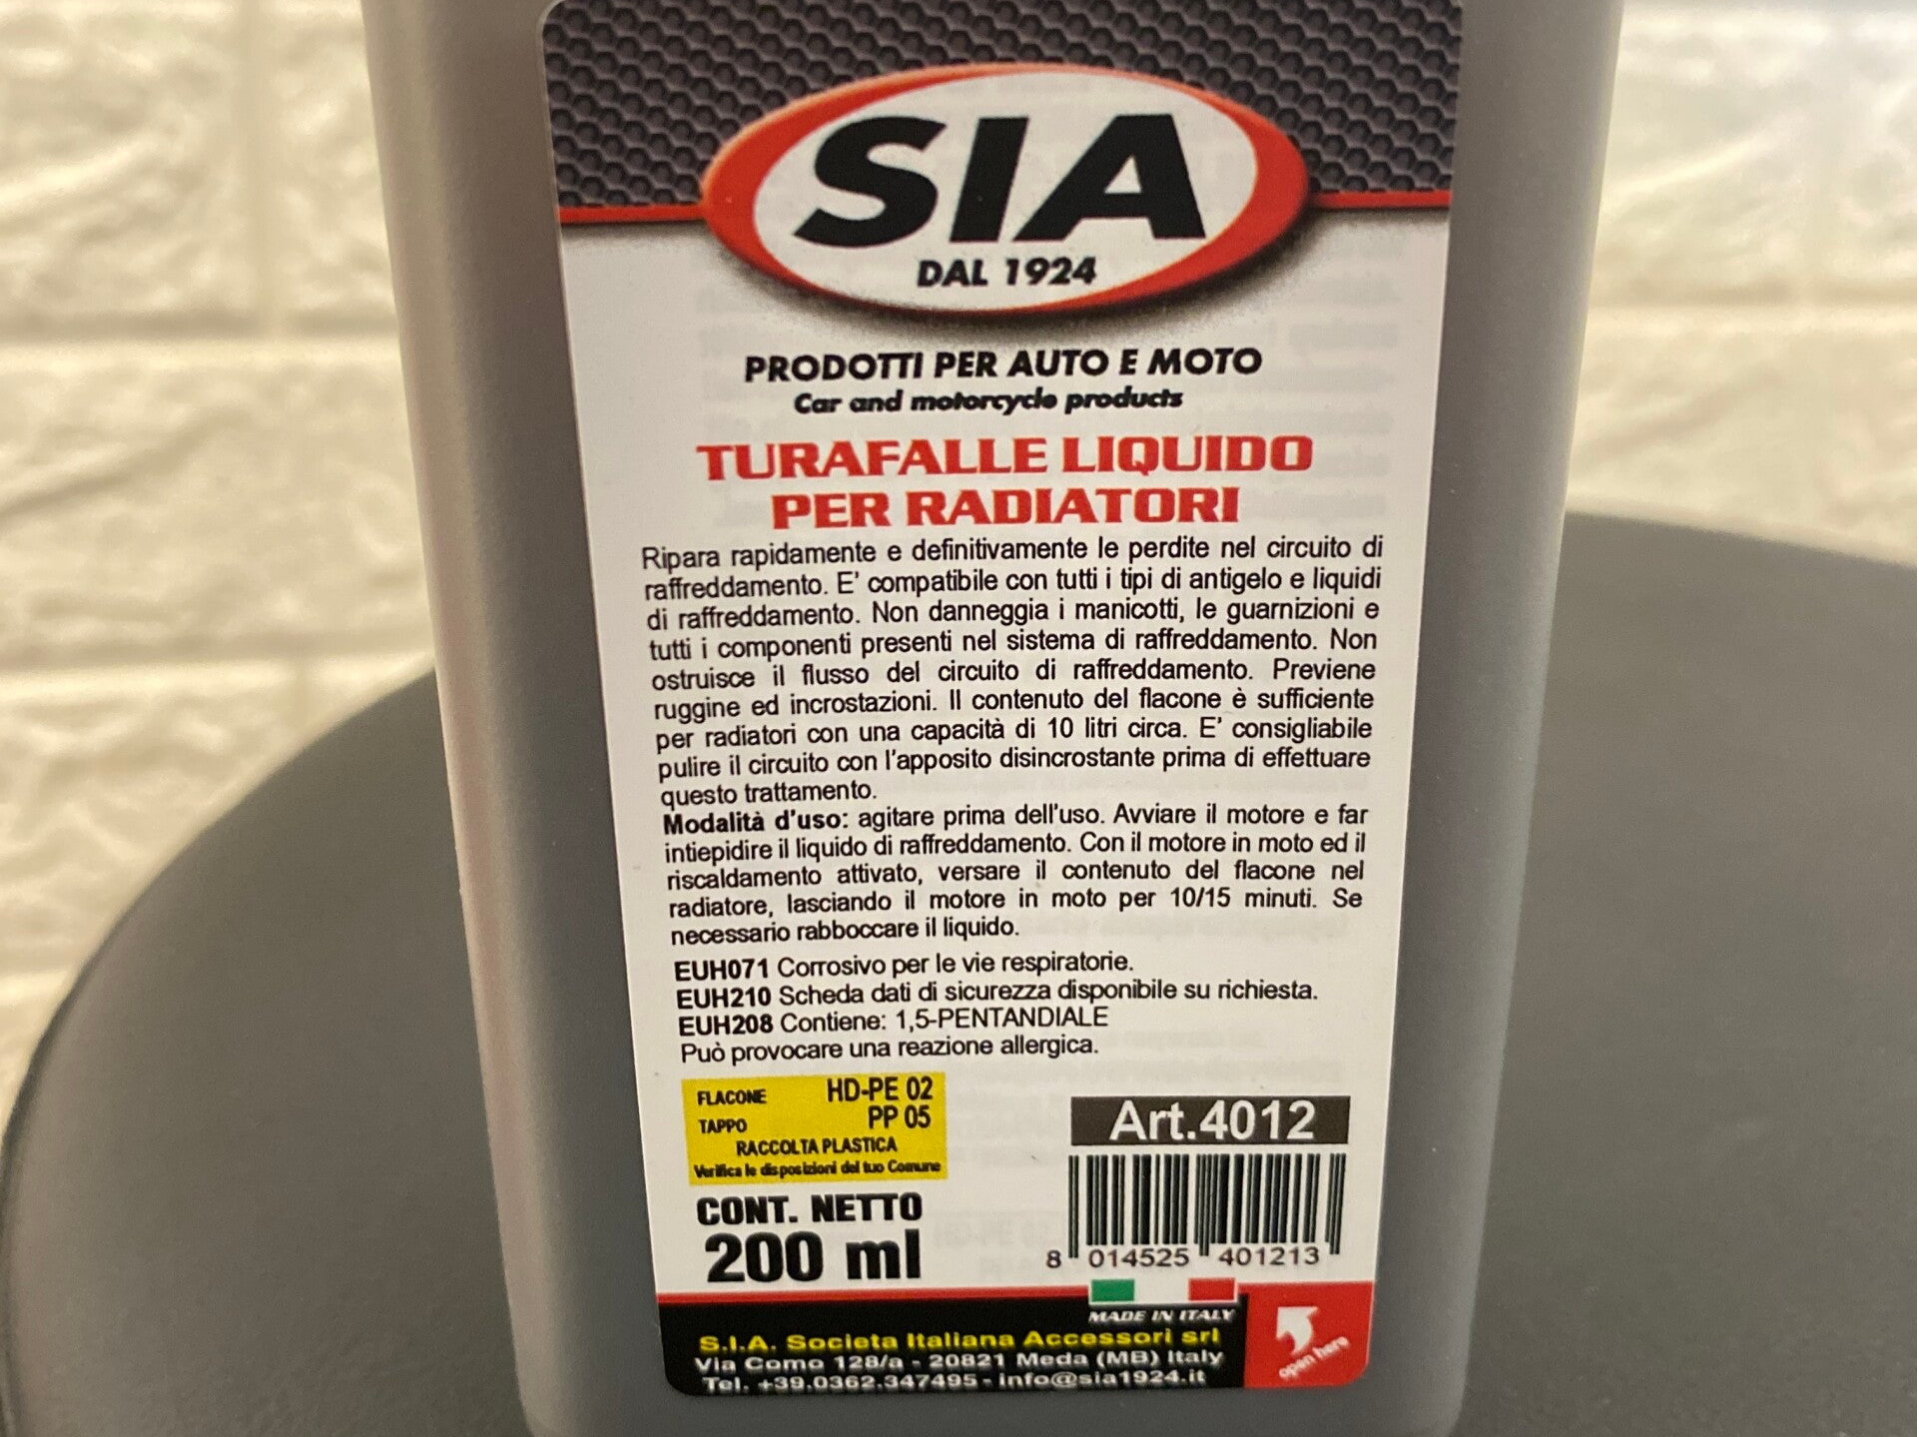 SIA
DAL 1924
PRODOTTI PER AUTO E MOTO
Car and motorcycle products
TURAFALLE LIQUIDO
PER RADIATORI
Ripara rapidamente e definitivamente le perdite nel circuito di
raffreddamento. E' compatibile con tutti i tipi di antigelo e liquidi
di raffreddamento. Non danneggia i manicotti, le guarnizioni e
tutti i componenti presenti nel sistema di raffreddamento. Non
ostruisce il flusso del circuito di raffreddamento. Previene
ruggine ed incrostazioni. Il contenuto del flacone è sufficiente
per radiatori con una capacità di 10 litri circa. E' consigliabile
pulire il circuito con l'apposito disincrostante prima di effettuare
questo trattamento.
Modalità d'uso: agitare prima dell'uso. Avviare il motore e far
intiepidire il liquido di raffreddamento. Con il motore in moto ed il
riscaldamento attivato, versare il contenuto del flacone nel
radiatore, lasciando il motore in moto per 10/15 minuti. Se
necessario rabboccare il liquido.
EUH071 Corrosivo per le vie respiratorie.
EUH210 Scheda dati di sicurezza disponibile su richiesta.
EUH208 Contiene: 1,5-PENTANDIALE
Può provocare una reazione allergica.
FLACONE HD-PE 02
TAPPO PP 05
RACCOLTA PLASTICA
Verifica le disposizioni del tuo Comune
CONT. NETTO
200 ml
Art.4012
8 014525 401213
MADE IN ITALY
S.I.A. Societa Italiana Accessori srl
Via Como 128/a - 20821 Meda (MB) Italy
Tel. +39.0362.347495 - info@sia1924.it
open here